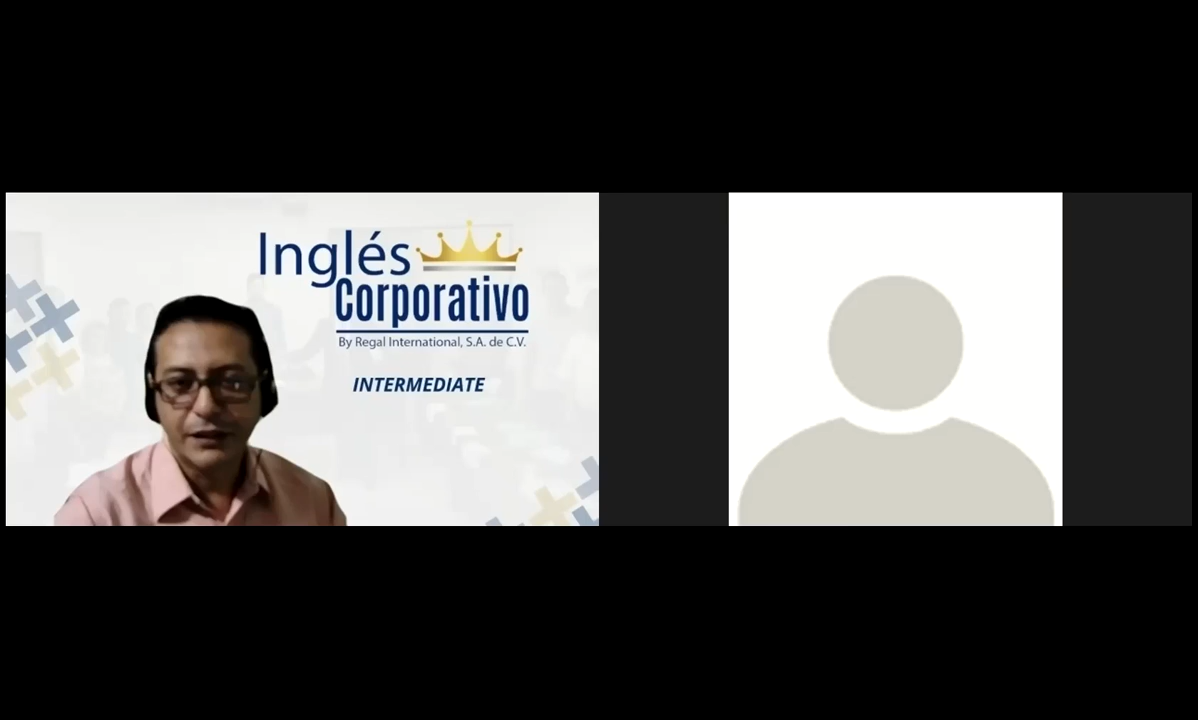 Inglés
Corporativo
By Regal International, S.A. de C.V.
INTERMEDIATE